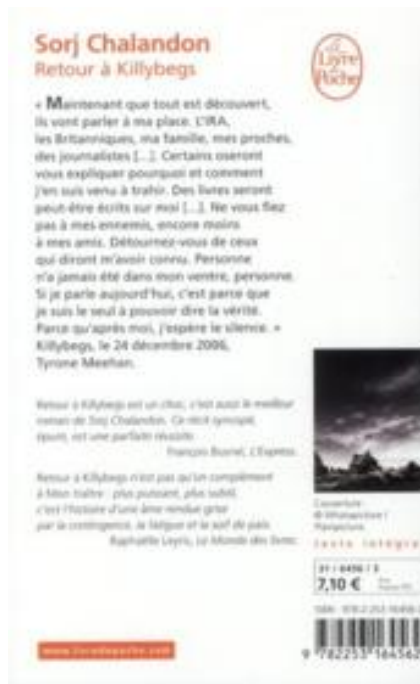 Sorj Chalandon
Retour à Killybegs
Le
Livre
de
Poche
« Maintenant que tout est découvert,
ils vont parler à ma place. L'IRA,
les Britanniques, ma famille, mes proches,
des journalistes [...]. Certains oseront
vous expliquer pourquoi et comment
j'en suis venu à trahir. Des livres seront
peut-être écrits sur moi [...]. Ne vous fiez
pas à mes ennemis, encore moins
à mes amis. Détournez-vous de ceux
qui diront m'avoir connu. Personne
n'a jamais été dans mon ventre, personne.
Si je parle aujourd'hui, c'est parce que
je suis le seul à pouvoir dire la vérité.
Parce qu'après moi, j'espère le silence. »
Killybegs, le 24 décembre 2006,
Tyrone Meehan.
Retour à Killybegs est un choc, c'est aussi le meilleur
roman de Sorj Chalandon. Ce récit syncopé,
épuré, est une parfaite réussite.
François Busnel, L'Express.
Retour à Killybegs n'est pas qu'un complément
à Mon traître : plus puissant, plus subtil,
c'est l'histoire d'une âme rendue grise
par la contingence, la fatigue et la soif de paix.
Raphaëlle Leyris, Le Monde des livres.
Couverture :
texte intégral
31 / 6456 / 3
7,10 €
www.livredepoche.com
9 782253 164562